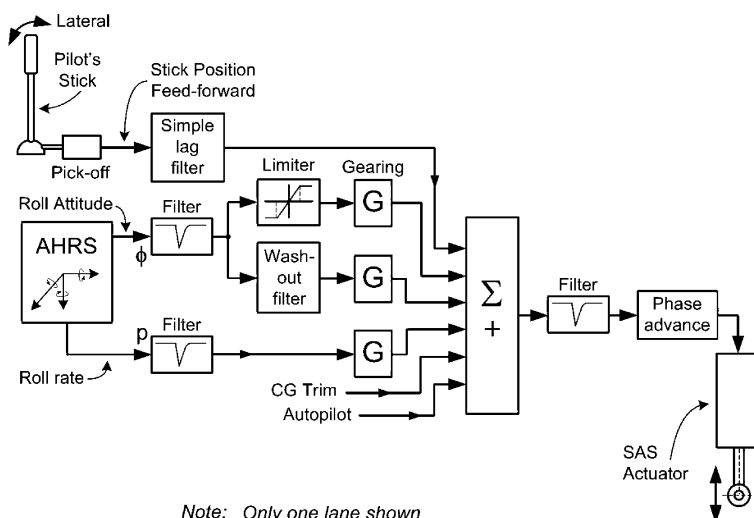 Lateral
Pilot's
Stick
Stick Position
Feed-forward
Pick-off
Simple
lag
filter
Limiter
Gearing
Roll Attitude
Filter
G
AHRS
ϕ
Wash-
out
filter
G
Σ
+
Filter
Phase
advance
p
Filter
G
Roll rate
CG Trim
Autopilot
SAS
Actuator
Note: Only one lane shown